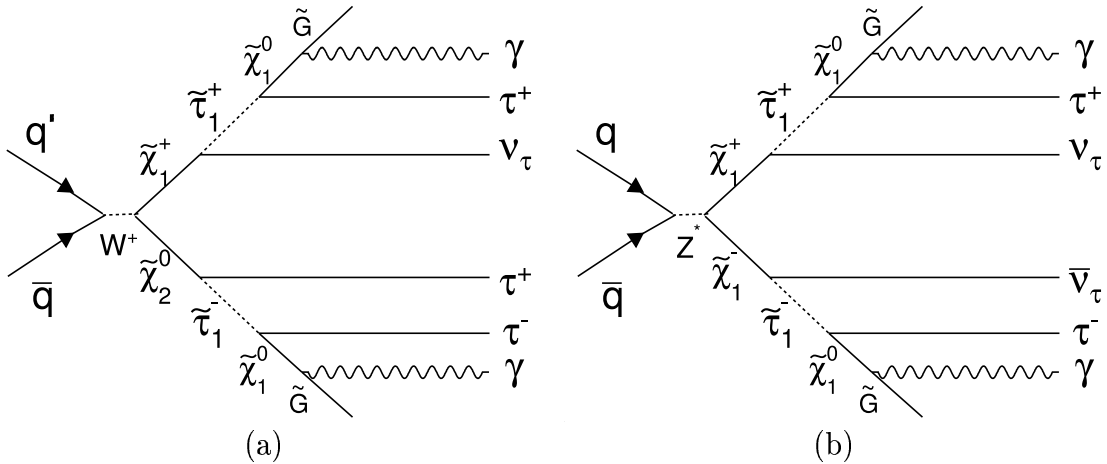 G̃
χ̃₁⁰ γ
τ̃₁⁺ τ⁺
q' χ̃₁⁺ ν_τ
W⁺
q̄ χ̃₂⁰ τ⁺
τ̃₁⁻ τ⁻
χ̃₁⁰ γ
G̃
(a)
G̃
χ̃₁⁰ γ
τ̃₁⁺ τ⁺
q χ̃₁⁺ ν_τ
Z*
q̄ χ̃₁⁻ ν̄_τ
τ̃₁⁻ τ⁻
χ̃₁⁰ γ
G̃
(b)